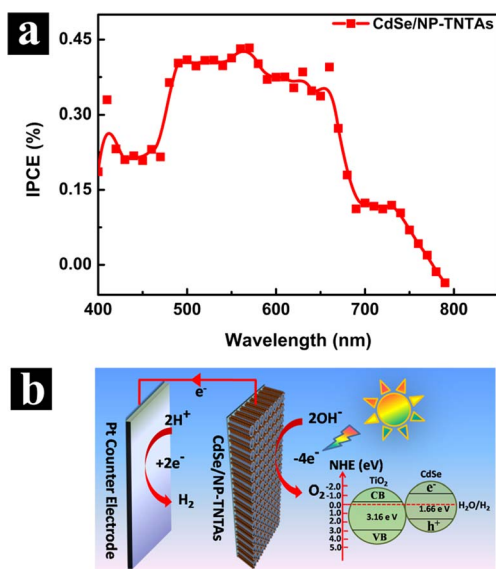 a
CdSe/NP-TNTAs
0.45
0.30
0.15
0.00
IPCE (%)
400
500
600
700
800
Wavelength (nm)
b
e⁻
Pt Counter Electrode
2H⁺
+2e⁻
H₂
CdSe/NP-TNTAs
2OH⁻
-4e⁻
O₂
NHE (eV)
-2.0
-1.0
0.0
1.0
2.0
3.0
4.0
5.0
TiO₂
CB
3.16 e V
VB
CdSe
e⁻
1.66 e V
h⁺
H₂O/H₂